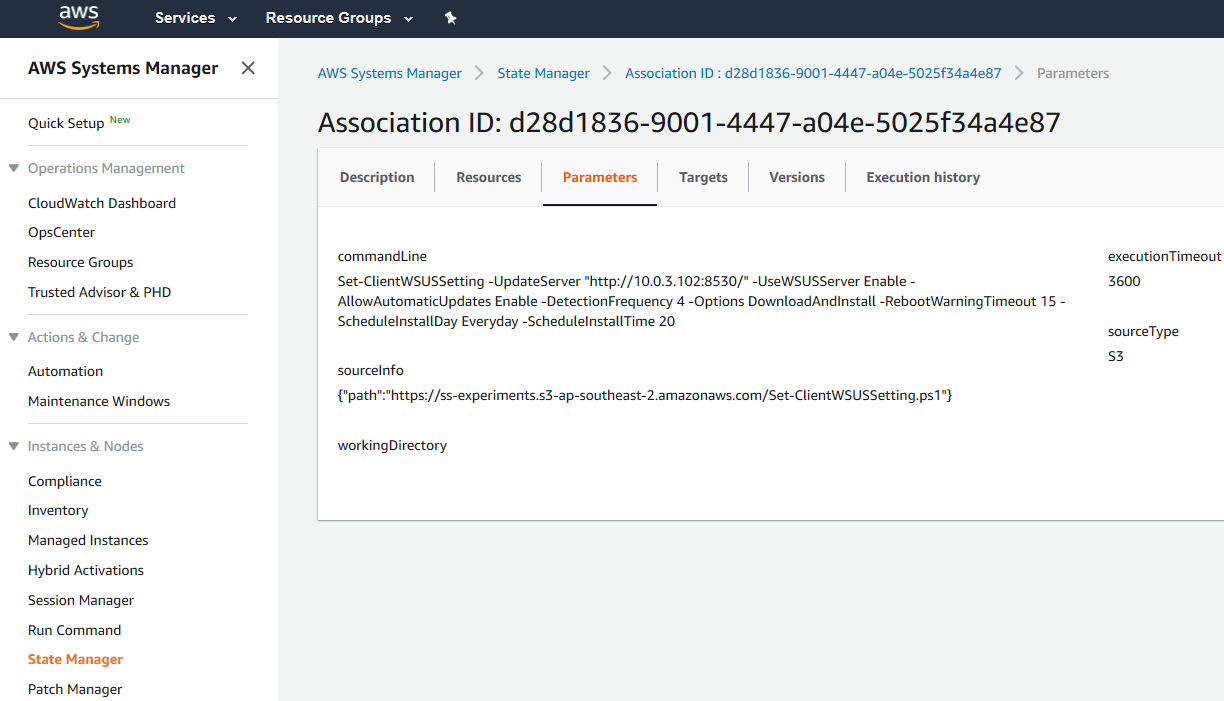 aws
Services
Resource Groups
AWS Systems Manager
Quick Setup New
Operations Management
CloudWatch Dashboard
OpsCenter
Resource Groups
Trusted Advisor & PHD
Actions & Change
Automation
Maintenance Windows
Instances & Nodes
Compliance
Inventory
Managed Instances
Hybrid Activations
Session Manager
Run Command
State Manager
Patch Manager
AWS Systems Manager > State Manager > Association ID : d28d1836-9001-4447-a04e-5025f34a4e87 > Parameters
Association ID: d28d1836-9001-4447-a04e-5025f34a4e87
Description Resources Parameters Targets Versions Execution history
commandLine
Set-ClientWSUSSetting -UpdateServer "http://10.0.3.102:8530/" -UseWSUSServer Enable -
AllowAutomaticUpdates Enable -DetectionFrequency 4 -Options DownloadAndInstall -RebootWarningTimeout 15 -
ScheduleInstallDay Everyday -ScheduleInstallTime 20
sourceInfo
{"path":"https://ss-experiments.s3-ap-southeast-2.amazonaws.com/Set-ClientWSUSSetting.ps1"}
workingDirectory
executionTimeout
3600
sourceType
S3